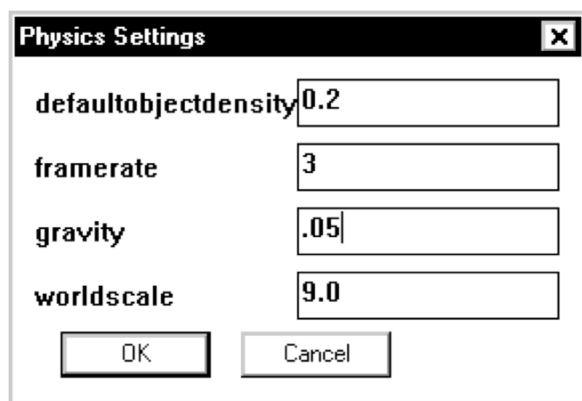 Physics Settings
defaultobjectdensity 0.2
framerate 3
gravity .05
worldscale 9.0
OK Cancel